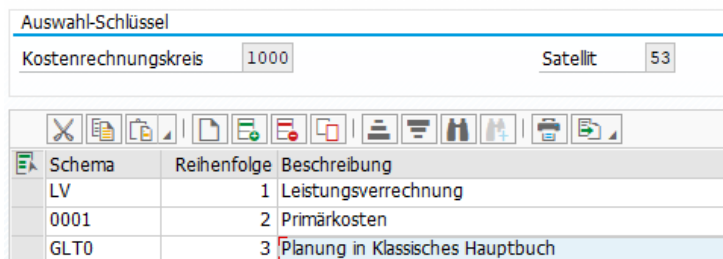 Auswahl-Schlüssel
Kostenrechnungskreis 1000 Satellit 53
Schema Reihenfolge Beschreibung
LV 1 Leistungsverrechnung
0001 2 Primärkosten
GLT0 3 Planung in Klassisches Hauptbuch